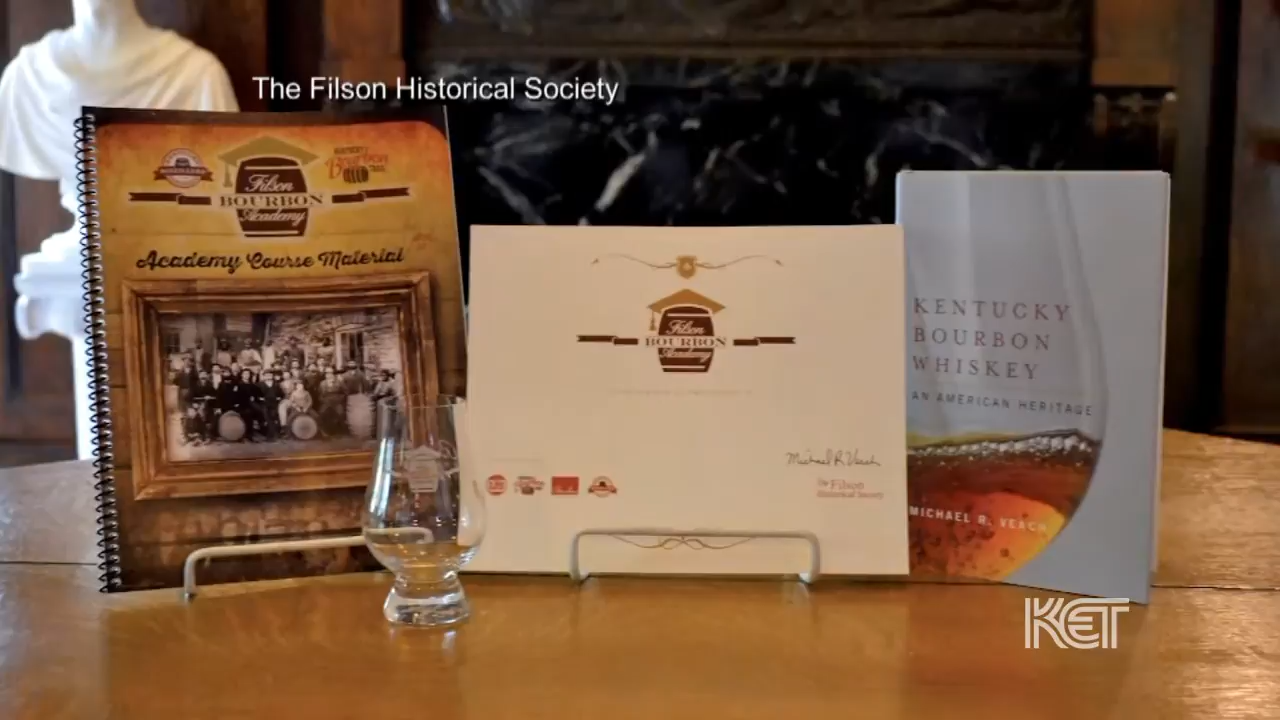 The Filson Historical Society
Filson
BOURBON
Academy
Bourbon
Academy Course Material
Filson
BOURBON
Academy
Michael R. Veach
The Filson
Historical Society
KENTUCKY
BOURBON
WHISKEY
AN AMERICAN HERITAGE
MICHAEL R. VEACH
KET